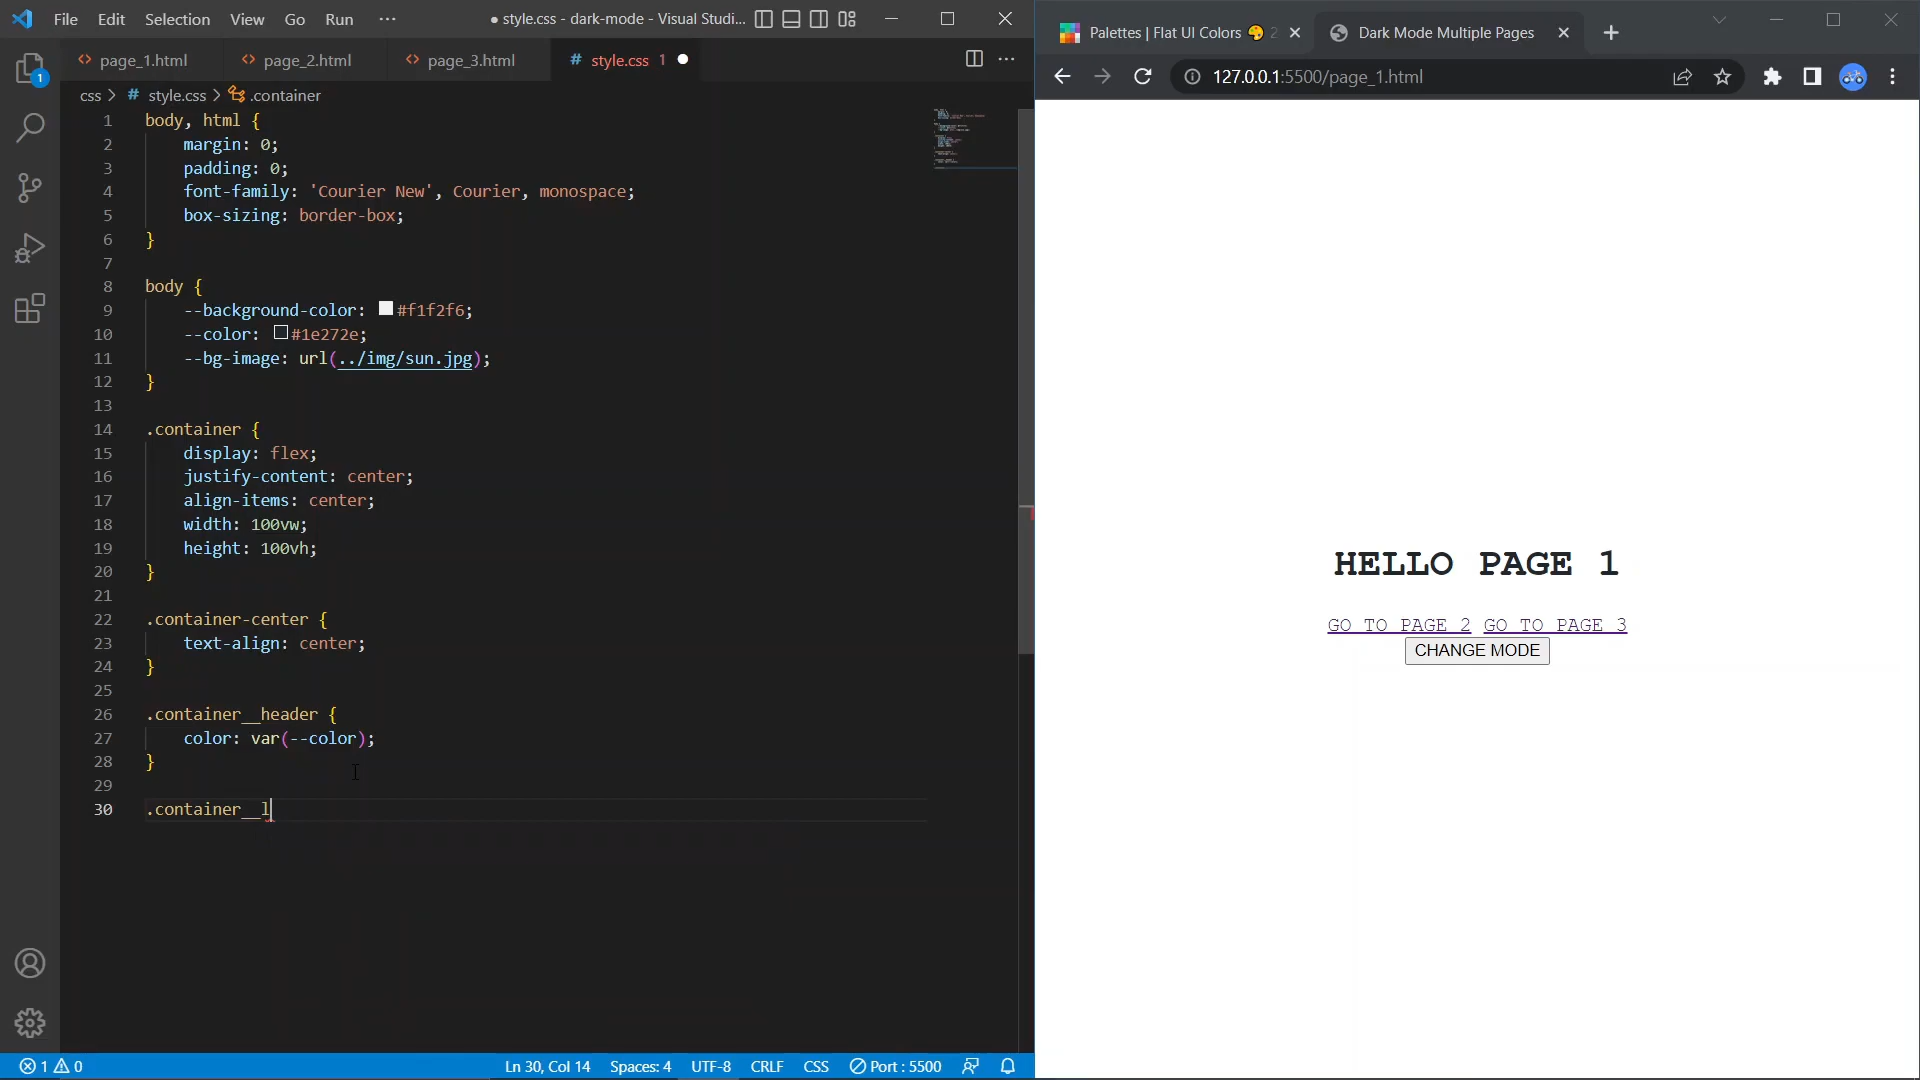 File Edit Selection View Go Run ··· ● style.css - dark-mode - Visual Studi...
page_1.html page_2.html page_3.html # style.css 1
css > # style.css > .container
1 body, html {
2 margin: 0;
3 padding: 0;
4 font-family: 'Courier New', Courier, monospace;
5 box-sizing: border-box;
6 }
7
8 body {
9 --background-color: #f1f2f6;
10 --color: #1e272e;
11 --bg-image: url(../img/sun.jpg);
12 }
13
14 .container {
15 display: flex;
16 justify-content: center;
17 align-items: center;
18 width: 100vw;
19 height: 100vh;
20 }
21
22 .container-center {
23 text-align: center;
24 }
25
26 .container__header {
27 color: var(--color);
28 }
29
30 .container__l
1
1 0 Ln 30, Col 14 Spaces: 4 UTF-8 CRLF CSS Port : 5500
Palettes | Flat UI Colors 2 Dark Mode Multiple Pages
127.0.0.1:5500/page_1.html
HELLO PAGE 1
GO TO PAGE 2 GO TO PAGE 3
CHANGE MODE